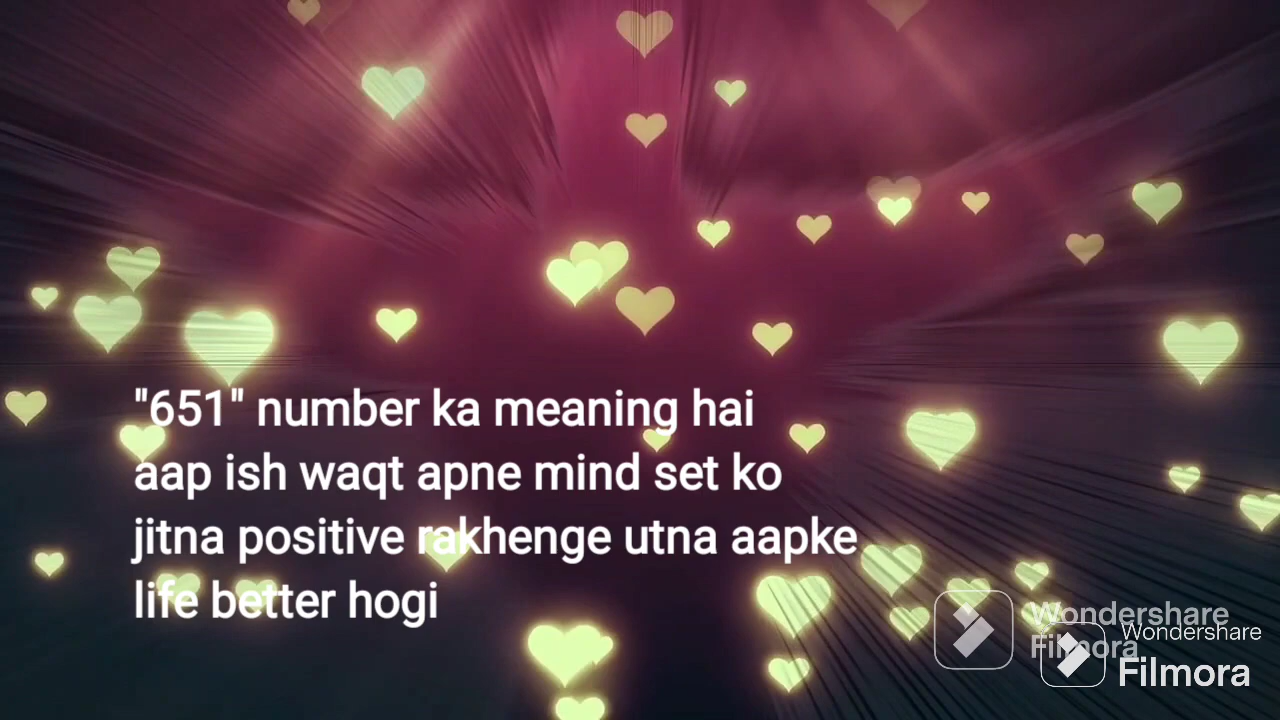 "651" number ka meaning hai
aap ish waqt apne mind set ko
jitna positive rakhenge utna aapke
life better hogi
Wondershare
Filmora
Wondershare
Filmora